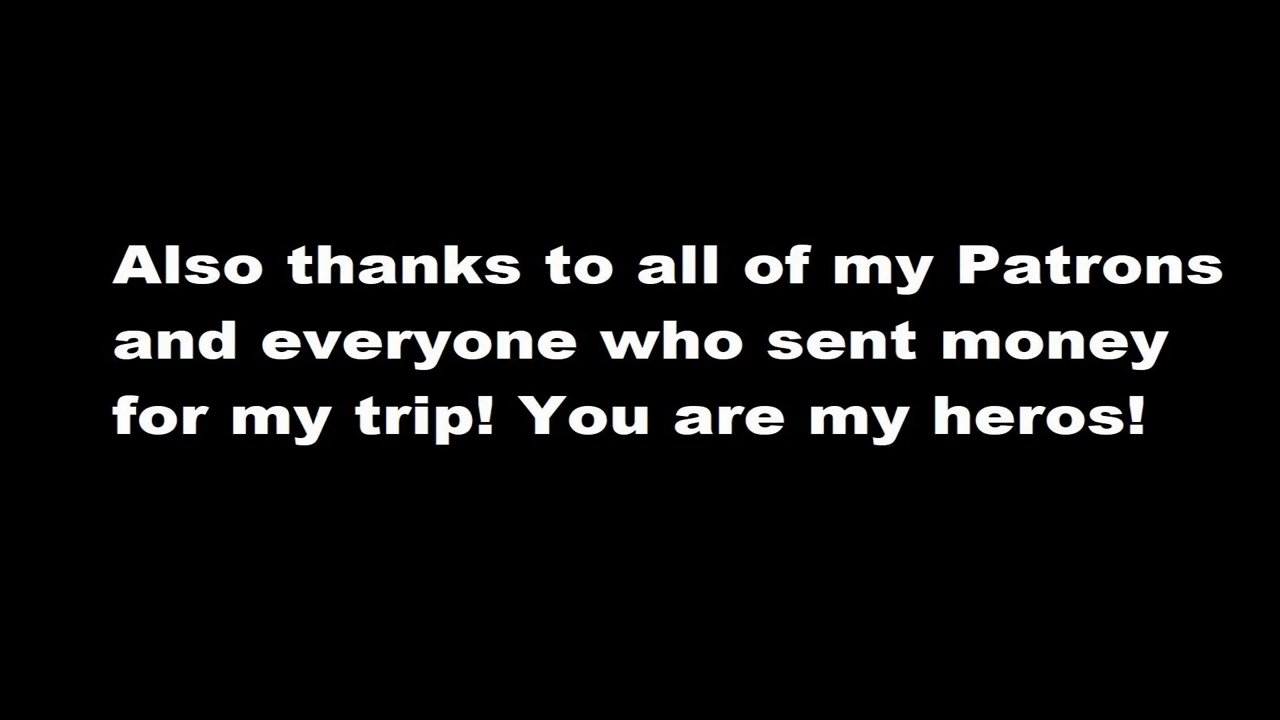 Also thanks to all of my Patrons
and everyone who sent money
for my trip! You are my heros!